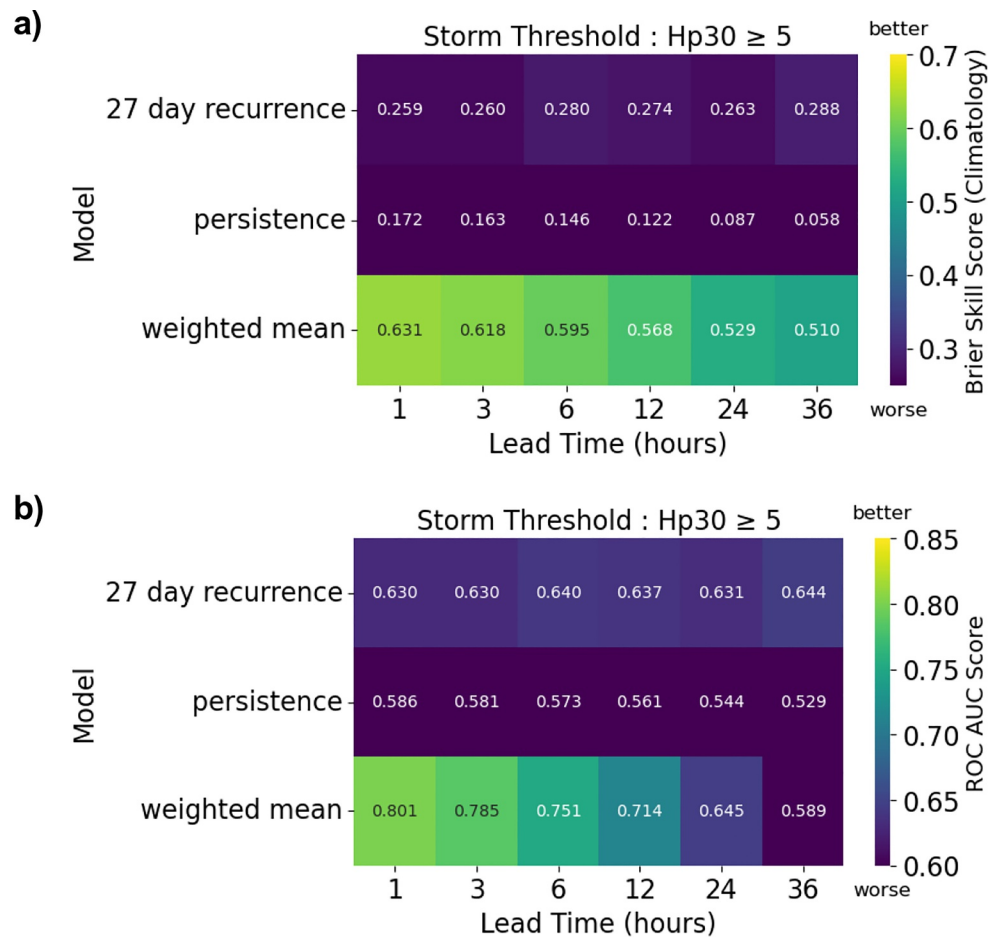 a)
Storm Threshold : Hp30 ≥ 5
better
27 day recurrence 0.259 0.260 0.280 0.274 0.263 0.288
persistence 0.172 0.163 0.146 0.122 0.087 0.058
weighted mean 0.631 0.618 0.595 0.568 0.529 0.510
1 3 6 12 24 36
Lead Time (hours)
Model
0.7
0.6
0.5
0.4
0.3
worse
Brier Skill Score (Climatology)
b)
Storm Threshold : Hp30 ≥ 5
better
27 day recurrence 0.630 0.630 0.640 0.637 0.631 0.644
persistence 0.586 0.581 0.573 0.561 0.544 0.529
weighted mean 0.801 0.785 0.751 0.714 0.645 0.589
1 3 6 12 24 36
Lead Time (hours)
Model
0.85
0.80
0.75
0.70
0.65
0.60
worse
ROC AUC Score